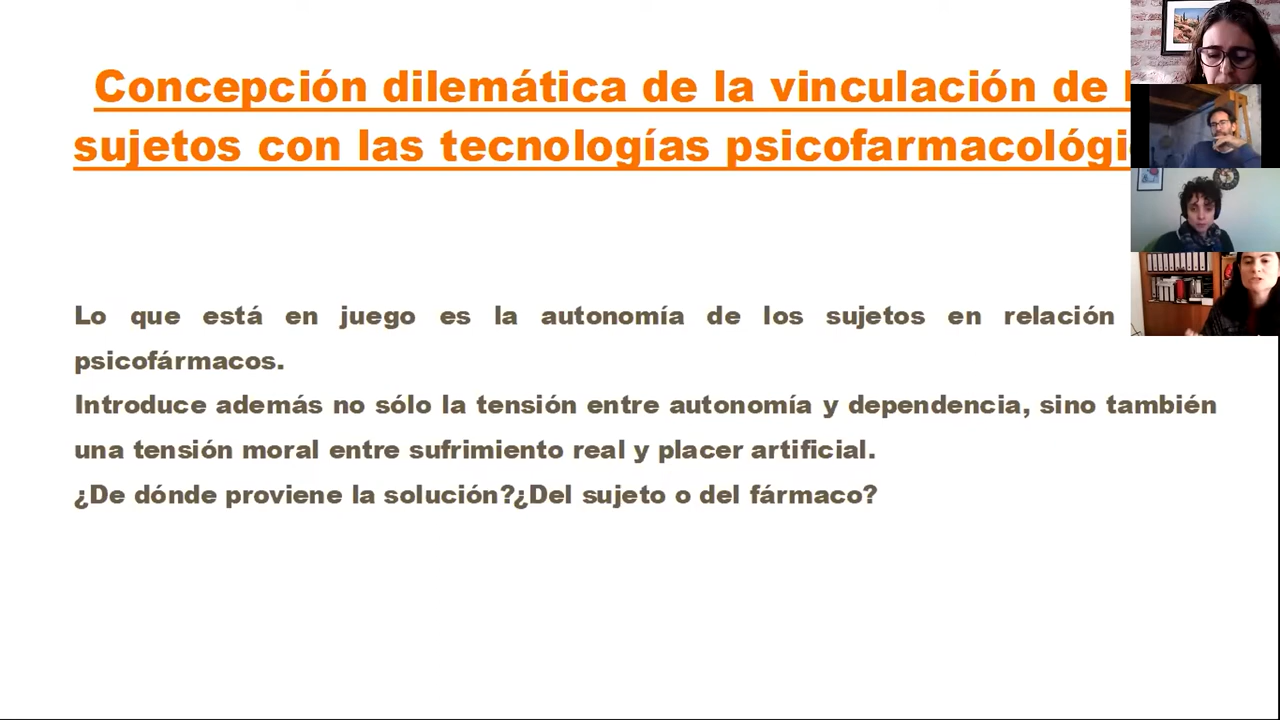 Concepción dilemática de la vinculación de
sujetos con las tecnologías
Lo que está en juego es la autonomía de los sujetos en relación
psicofármacos.
Introduce además no sólo la tensión entre autonomía y dependencia, sino también
una tensión moral entre sufrimiento real y placer artificial.
¿De dónde proviene la solución?¿Del sujeto o del fármaco?